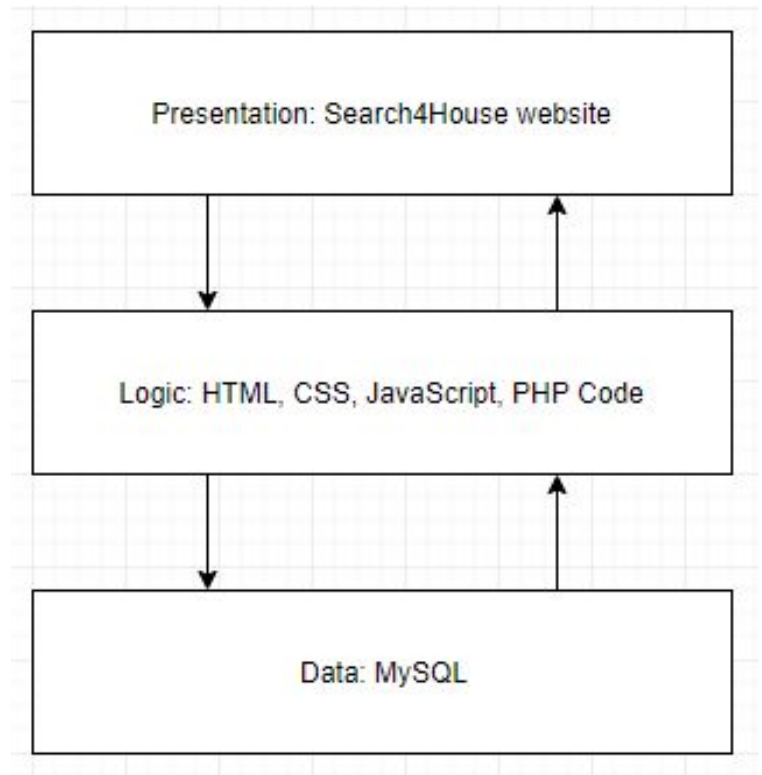 Presentation: Search4House website
Logic: HTML, CSS, JavaScript, PHP Code
Data: MySQL